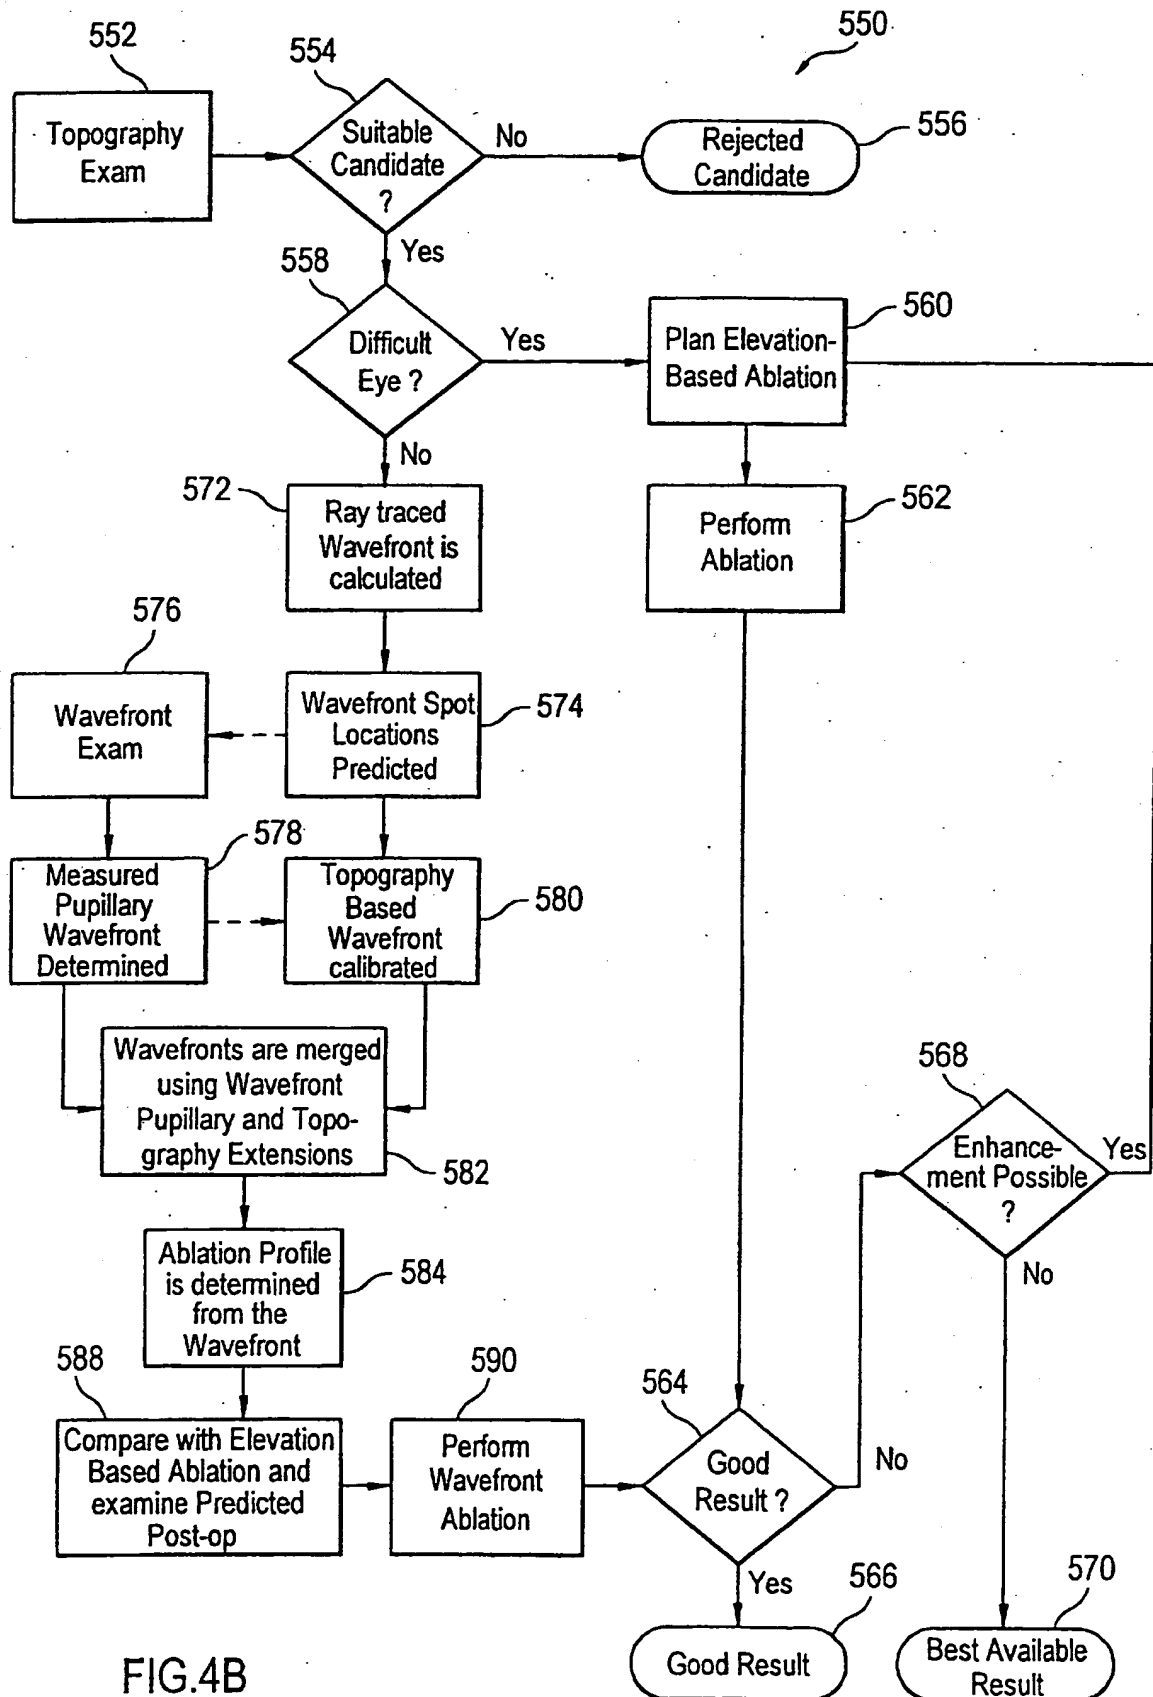 552
554
550
Topography
Exam
Suitable
Candidate
?
No
Rejected
Candidate
556
Yes
558
Difficult
Eye ?
Yes
Plan Elevation-
Based Ablation
560
No
572
Ray traced
Wavefront is
calculated
Perform
Ablation
562
576
Wavefront
Exam
Wavefront Spot
Locations
Predicted
574
578
Measured
Pupillary
Wavefront
Determined
Topography
Based
Wavefront
calibrated
580
Wavefronts are merged
using Wavefront
Pupillary and Topo-
graphy Extensions
582
568
Enhance-
ment Possible
?
Yes
No
Ablation Profile
is determined
from the
Wavefront
584
588
590
564
Compare with Elevation
Based Ablation and
examine Predicted
Post-op
Perform
Wavefront
Ablation
Good
Result ?
No
Yes
566
570
Good Result
Best Available
Result
FIG.4B